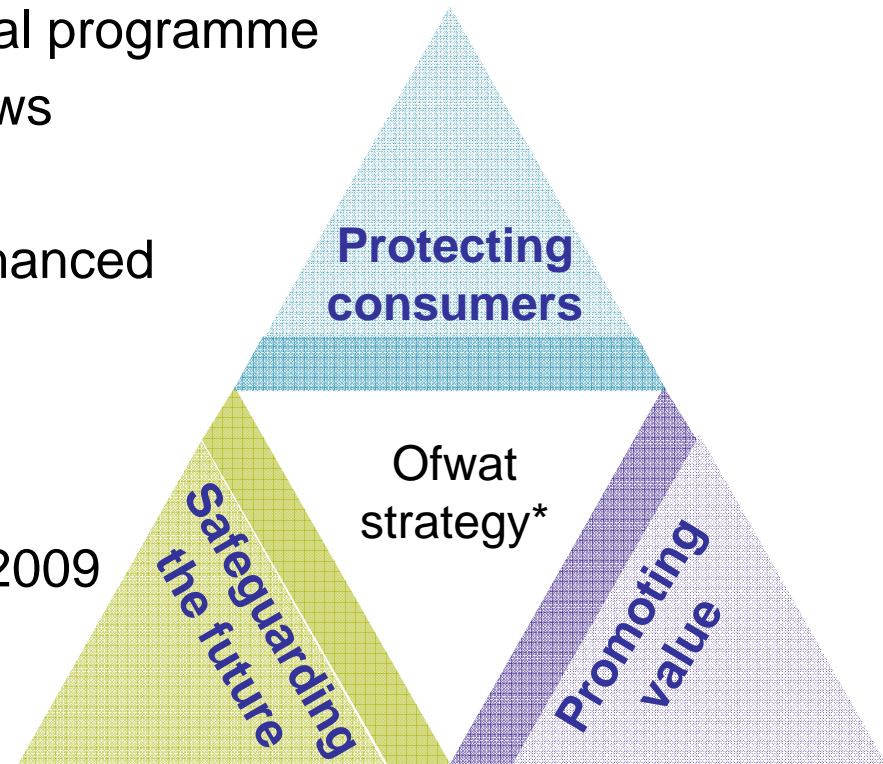 al programme
ws
nanced
2009
Protecting
consumers
Ofwat
strategy*
Safeguarding
the future
Promoting
value